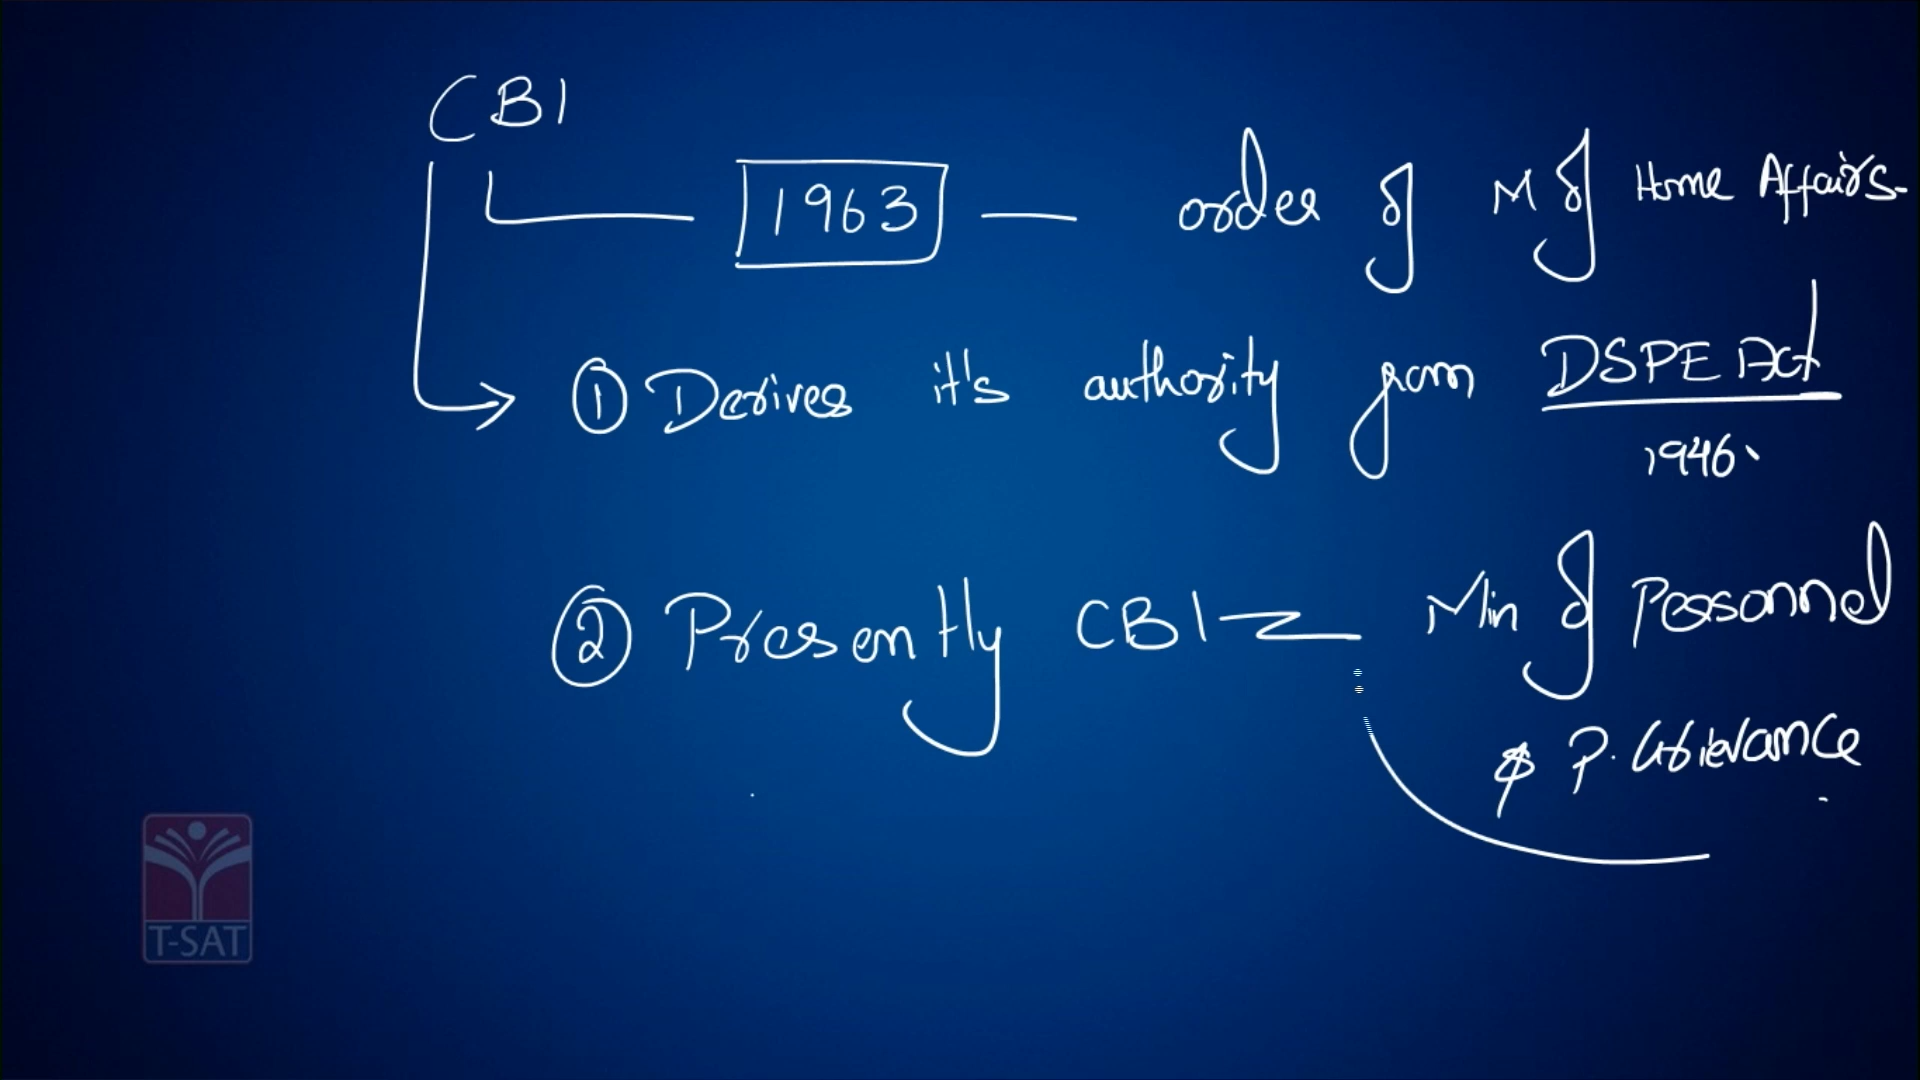 CBI
1963 — order of M of Home Affairs-
① Derives it's authority from DSPE Act
1946
② Presently CBI Min of Personnel
& P. Grievance
T-SAT